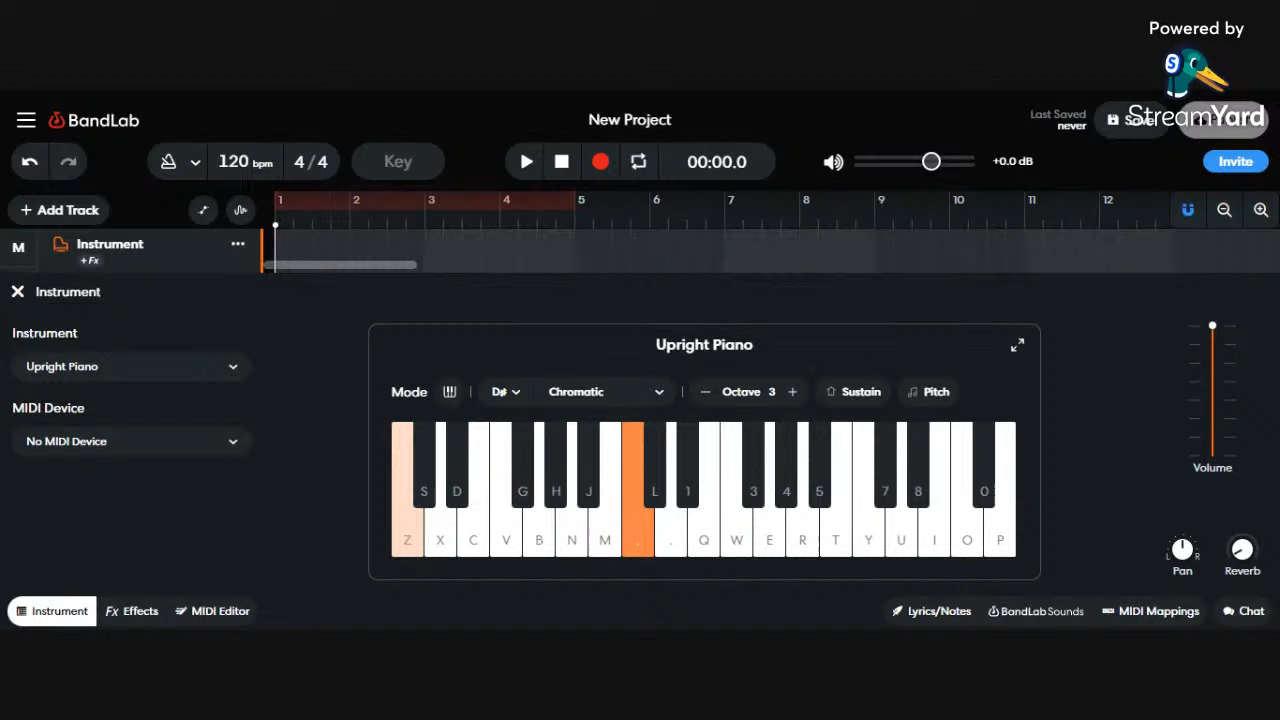 Powered by
StreamYard
BandLab
New Project
Last Saved
never
Save
120 bpm
4/4
Key
00:00.0
+0.0 dB
Invite
+ Add Track
1 2 3 4 5 6 7 8 9 10 11 12
M
Instrument
+ Fx
Instrument
Instrument
Upright Piano
MIDI Device
No MIDI Device
Upright Piano
Mode
D#
Chromatic
− Octave 3 +
Sustain
Pitch
S D G H J L 1 3 4 5 7 8 0
Z X C V B N M , . Q W E R T Y U I O P
Volume
L R
Pan
Reverb
Instrument
Fx Effects
MIDI Editor
Lyrics/Notes
BandLab Sounds
MIDI Mappings
Chat